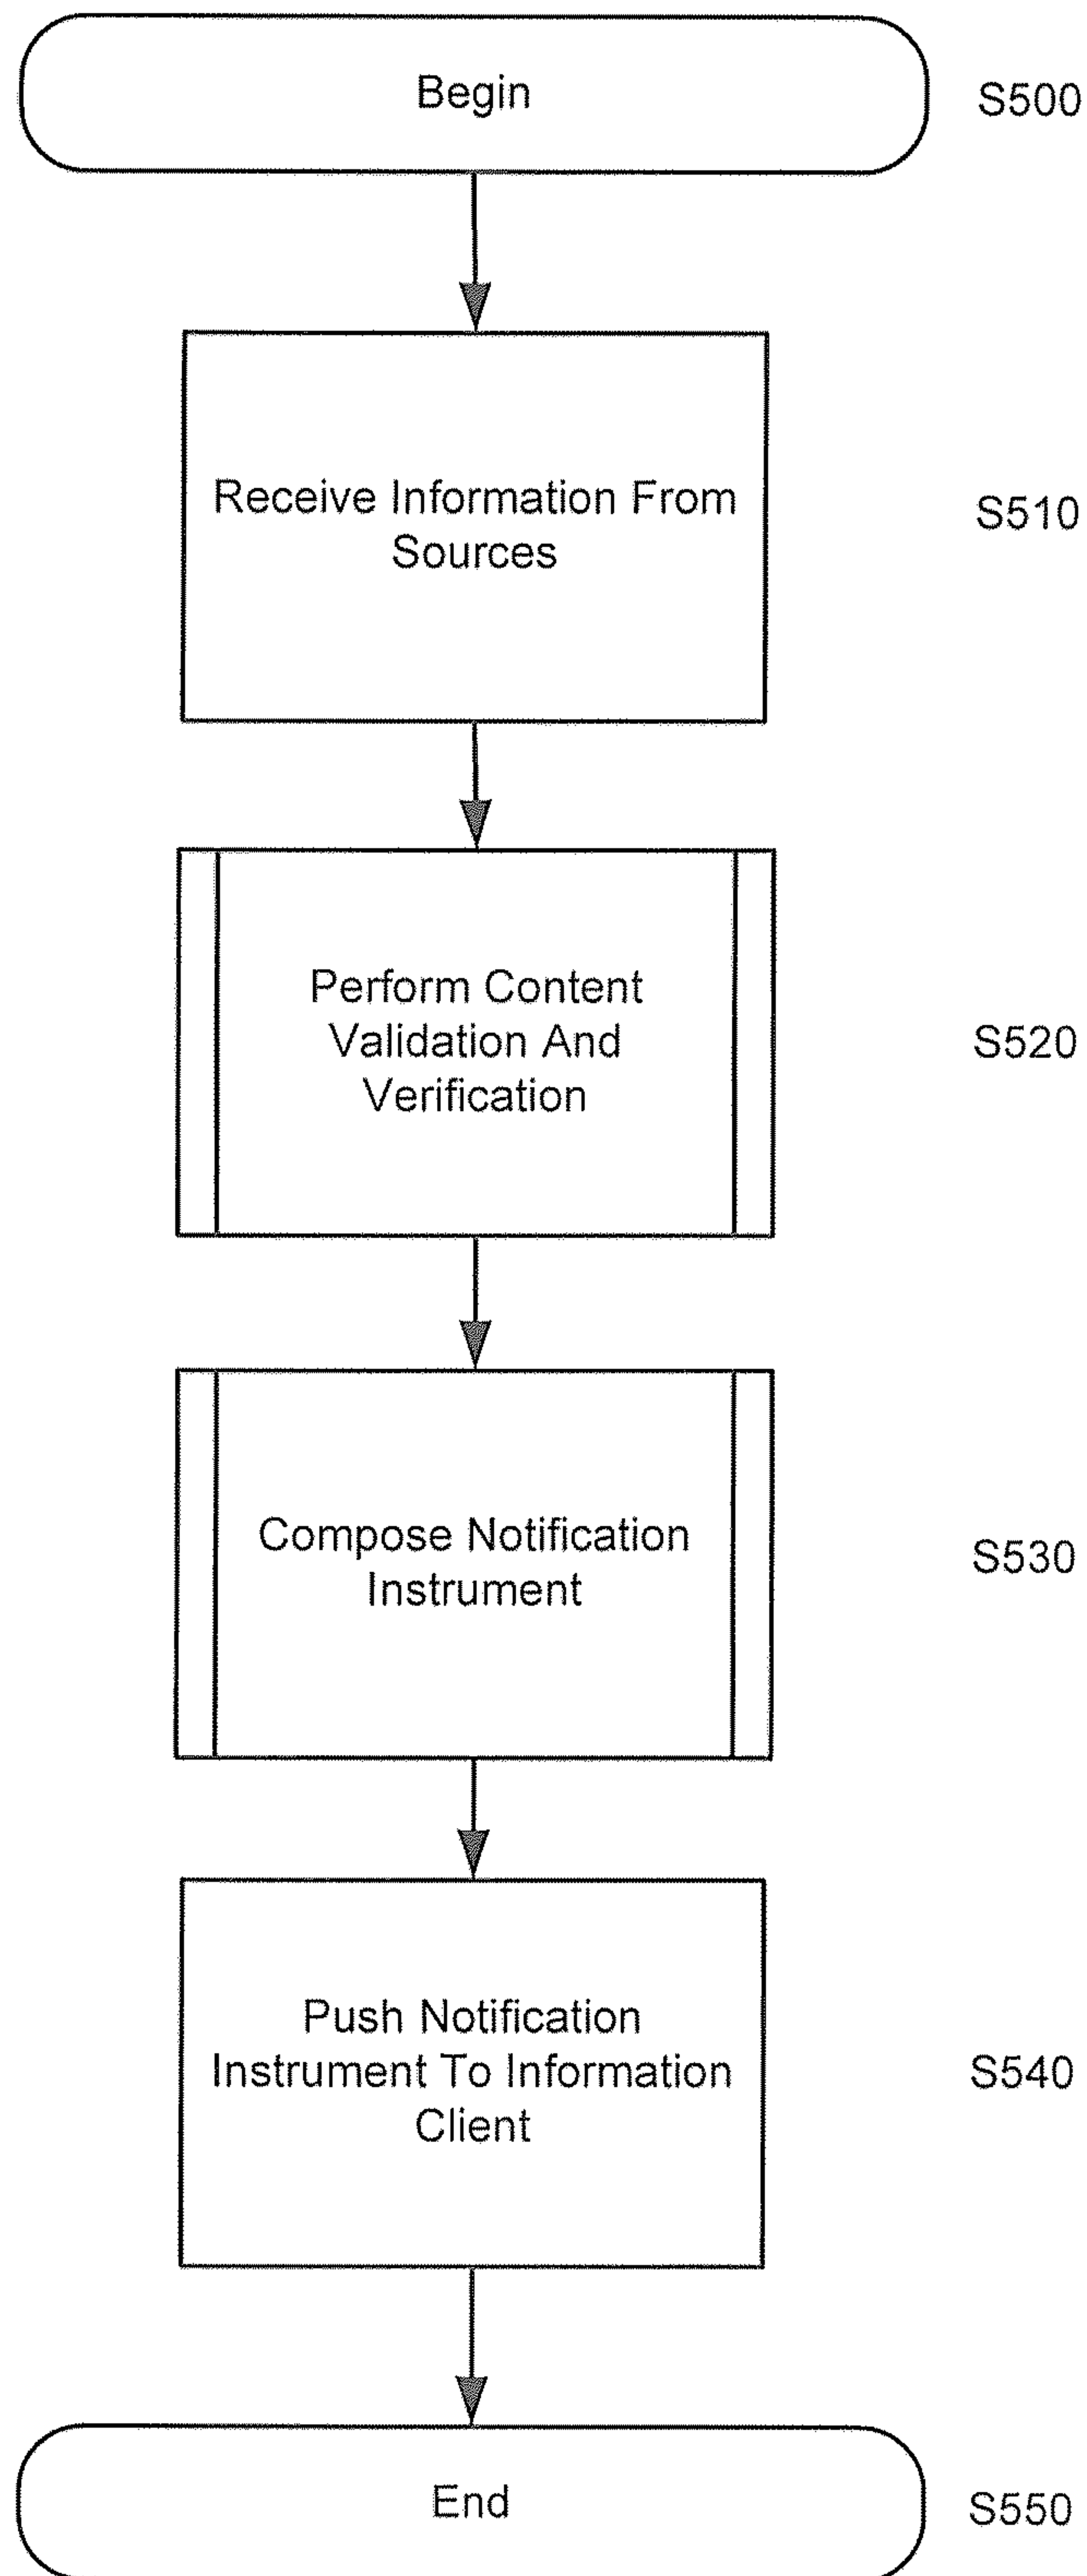 Begin
S500
Receive Information From
Sources
S510
Perform Content
Validation And
Verification
S520
Compose Notification
Instrument
S530
Push Notification
Instrument To Information
Client
S540
End
S550